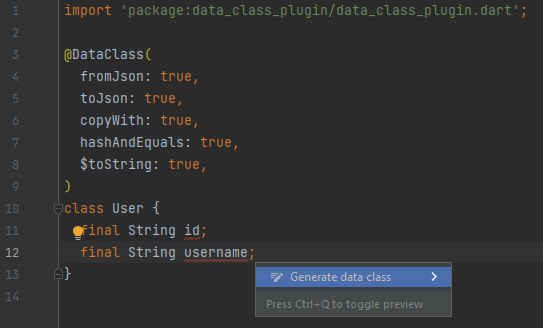 1 import 'package:data_class_plugin/data_class_plugin.dart';
2
3 @DataClass(
4 fromJson: true,
5 toJson: true,
6 copyWith: true,
7 hashAndEquals: true,
8 $toString: true,
9 )
10 class User {
11 final String id;
12 final String username;
Generate data class
13 }
Press Ctrl+Q to toggle preview
14